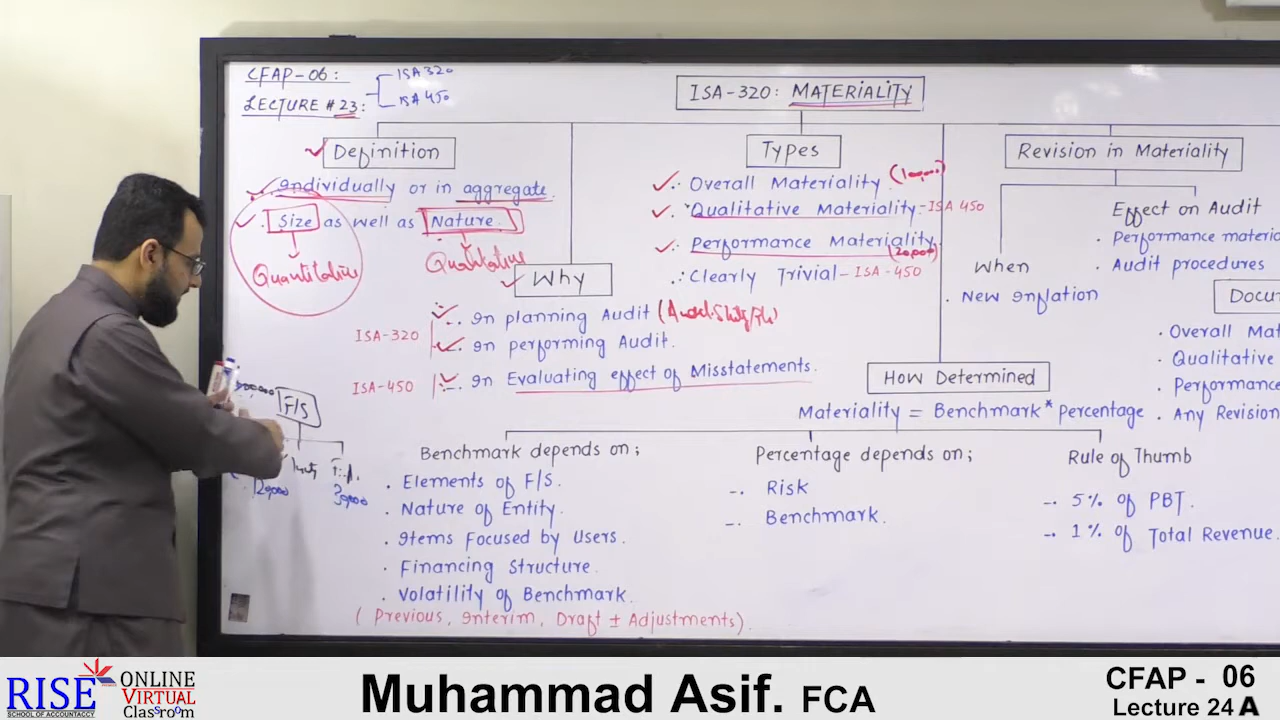 CFAP-06:
LECTURE #23:
ISA 320
ISA 450
ISA-320: MATERIALITY
Definition
Individually or in aggregate
Size as well as Nature
Quantitative
Qualitative
Why
ISA-320
In planning Audit
In performing Audit.
ISA-450
In Evaluating effect of Misstatements.
F/S
Types
Overall Materiality
Qualitative Materiality-ISA 450
Performance Materiality
(20,000)
Clearly Trivial-ISA-450
Revision in Materiality
When
New Inflation
Effect on Audit
Performance materia
Audit procedures
Docu
Overall Mat
Qualitative
Performance
Any Revision
How Determined
Materiality = Benchmark * percentage
Benchmark depends on;
Elements of F/S.
Nature of Entity.
Items Focused by Users.
Financing Structure.
Volatility of Benchmark.
(Previous, Interim, Draft ± Adjustments).
Percentage depends on;
Risk
Benchmark.
Rule of Thumb
5% of PBT.
1% of Total Revenue.
RISE
SCHOOL OF ACCOUNTANCY
ONLINE
VIRTUAL
Classroom
Muhammad Asif. FCA
CFAP - 06
Lecture 24 A